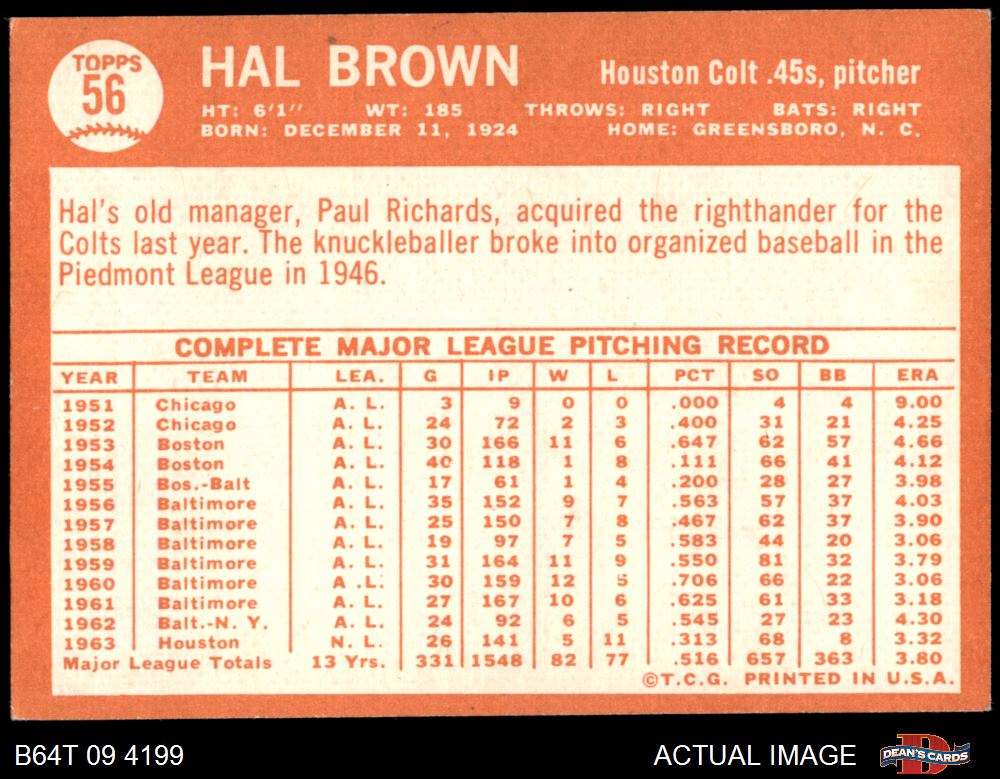 TOPPS
56
HAL BROWN
Houston Colt .45s, pitcher
HT: 6'1" WT: 185 THROWS: RIGHT BATS: RIGHT
BORN: DECEMBER 11, 1924 HOME: GREENSBORO, N. C.
Hal's old manager, Paul Richards, acquired the righthander for the
Colts last year. The knuckleballer broke into organized baseball in the
Piedmont League in 1946.
COMPLETE MAJOR LEAGUE PITCHING RECORD
YEAR TEAM LEA. G IP W L PCT SO BB ERA
1951 Chicago A. L. 3 9 0 0 .000 4 4 9.00
1952 Chicago A. L. 24 72 2 3 .400 31 21 4.25
1953 Boston A. L. 30 166 11 6 .647 62 57 4.66
1954 Boston A. L. 40 118 1 8 .111 66 41 4.12
1955 Bos.-Balt A. L. 17 61 1 4 .200 28 27 3.98
1956 Baltimore A. L. 35 152 9 7 .563 57 37 4.03
1957 Baltimore A. L. 25 150 7 8 .467 62 37 3.90
1958 Baltimore A. L. 19 97 7 5 .583 44 20 3.06
1959 Baltimore A. L. 31 164 11 9 .550 81 32 3.79
1960 Baltimore A .L. 30 159 12 5 .706 66 22 3.06
1961 Baltimore A. L. 27 167 10 6 .625 61 33 3.18
1962 Balt.-N. Y. A. L. 24 92 6 5 .545 27 23 4.30
1963 Houston N. L. 26 141 5 11 .313 68 8 3.32
Major League Totals 13 Yrs. 331 1548 82 77 .516 657 363 3.80
©T.C.G. PRINTED IN U.S.A.
B64T 09 4199
ACTUAL IMAGE
DEAN'S CARDS